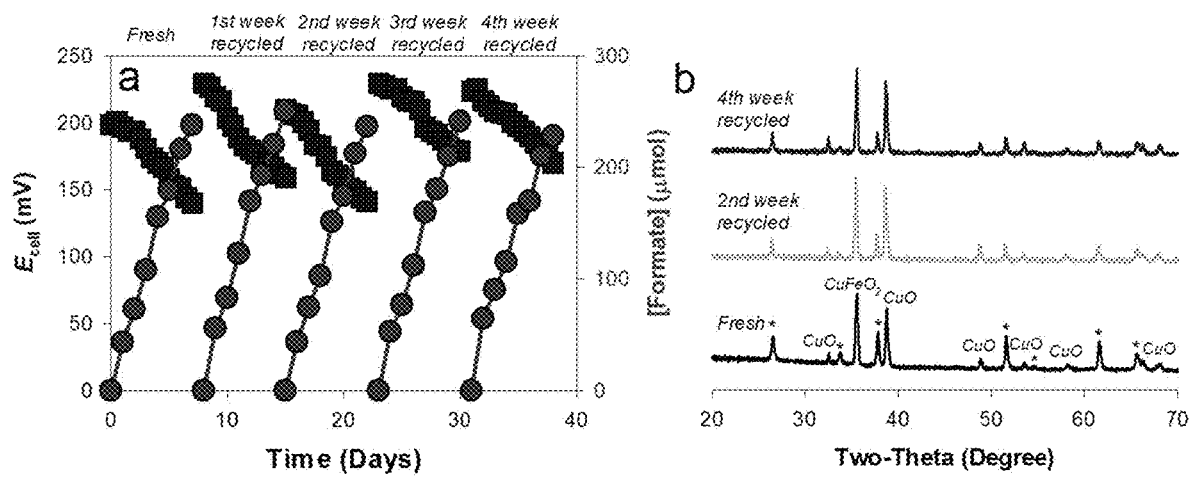 Fresh
1st week
recycled
2nd week
recycled
3rd week
recycled
4th week
recycled
a
250
200
150
100
50
0
E cell (mV)
300
200
100
0
[Formate] (μmol)
0
10
20
30
40
Time (Days)
b
4th week
recycled
2nd week
recycled
CuFeO2
CuO
Fresh *
CuO *
*
CuO
*
CuO
*
CuO
*
* CuO
20
30
40
50
60
70
Two-Theta (Degree)